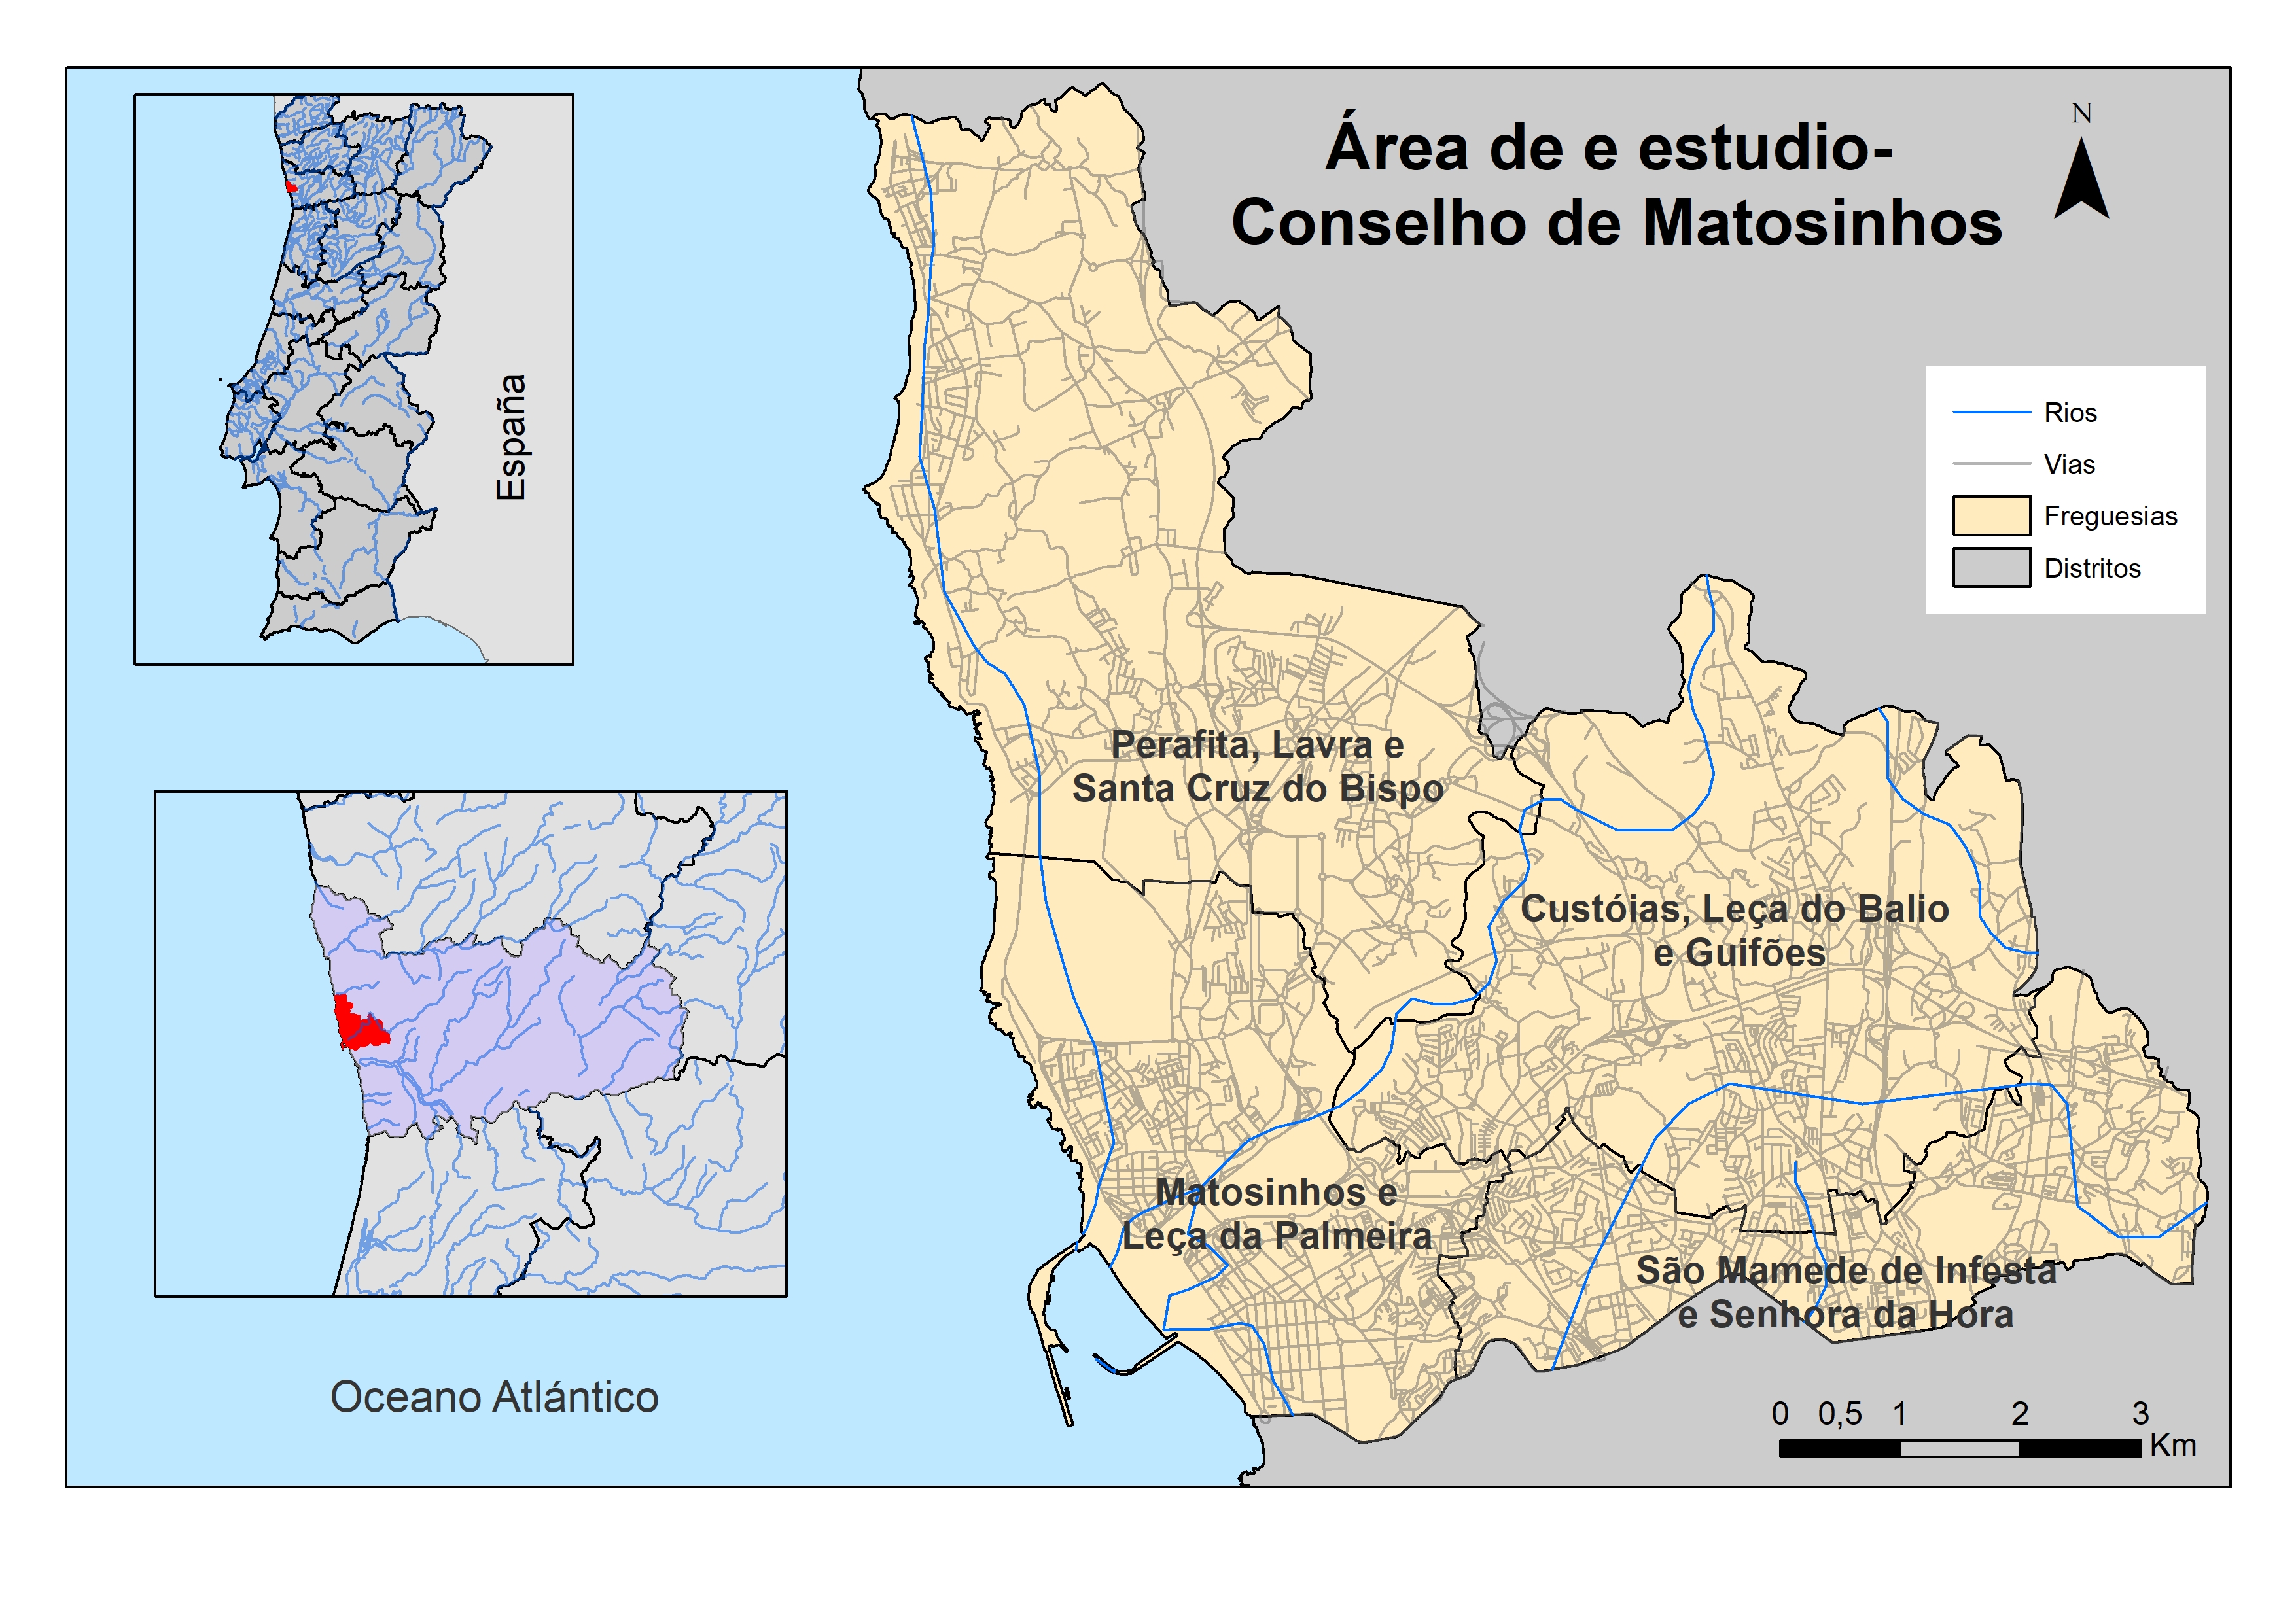 Área de e estudio-
Conselho de Matosinhos
N
España
Rios
Vias
Freguesias
Distritos
Perafita, Lavra e
Santa Cruz do Bispo
Custóias, Leça do Balio
e Guifões
Matosinhos e
Leça da Palmeira
São Mamede de Infesta
e Senhora da Hora
Oceano Atlántico
0 0,5 1 2 3
Km